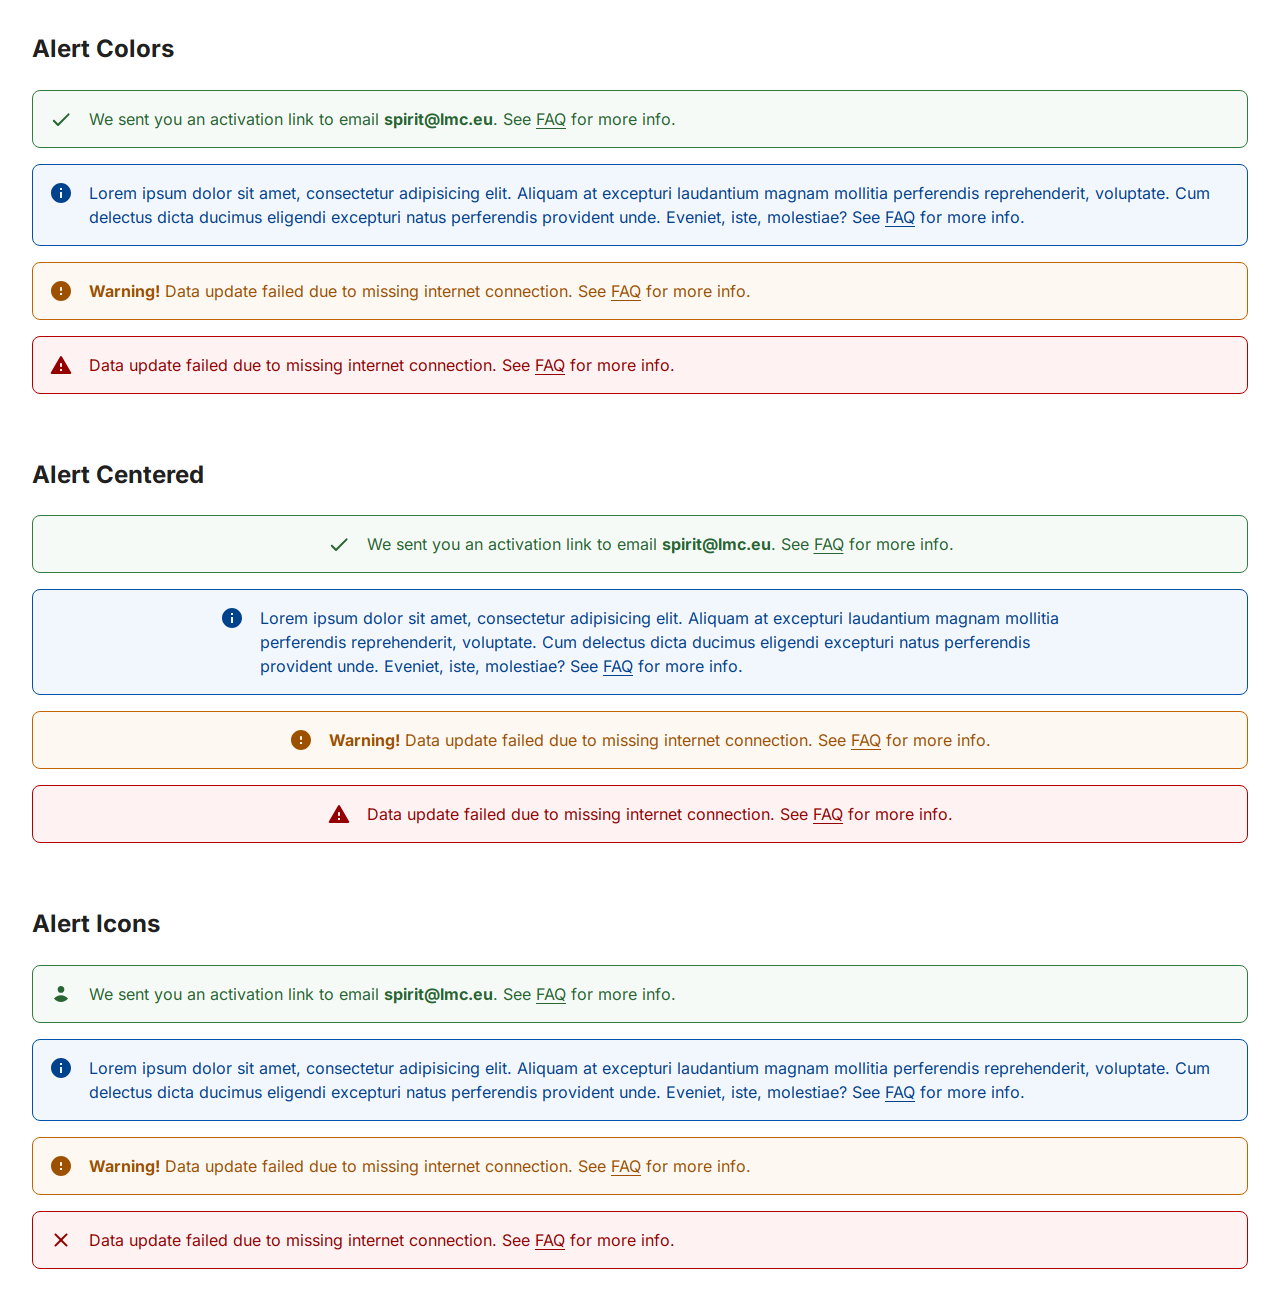 Alert Colors
We sent you an activation link to email spirit@lmc.eu. See FAQ for more info.
Lorem ipsum dolor sit amet, consectetur adipisicing elit. Aliquam at excepturi laudantium magnam mollitia perferendis reprehenderit, voluptate. Cum
delectus dicta ducimus eligendi excepturi natus perferendis provident unde. Eveniet, iste, molestiae? See FAQ for more info.
Warning! Data update failed due to missing internet connection. See FAQ for more info.
Data update failed due to missing internet connection. See FAQ for more info.
Alert Centered
We sent you an activation link to email spirit@lmc.eu. See FAQ for more info.
Lorem ipsum dolor sit amet, consectetur adipisicing elit. Aliquam at excepturi laudantium magnam mollitia
perferendis reprehenderit, voluptate. Cum delectus dicta ducimus eligendi excepturi natus perferendis
provident unde. Eveniet, iste, molestiae? See FAQ for more info.
Warning! Data update failed due to missing internet connection. See FAQ for more info.
Data update failed due to missing internet connection. See FAQ for more info.
Alert Icons
We sent you an activation link to email spirit@lmc.eu. See FAQ for more info.
Lorem ipsum dolor sit amet, consectetur adipisicing elit. Aliquam at excepturi laudantium magnam mollitia perferendis reprehenderit, voluptate. Cum
delectus dicta ducimus eligendi excepturi natus perferendis provident unde. Eveniet, iste, molestiae? See FAQ for more info.
Warning! Data update failed due to missing internet connection. See FAQ for more info.
Data update failed due to missing internet connection. See FAQ for more info.